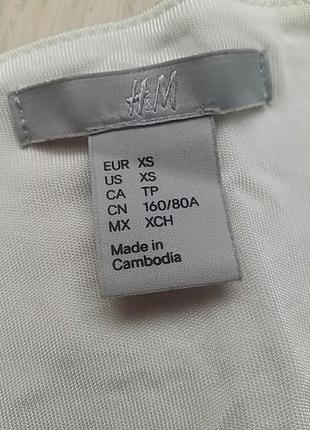 H&M
EUR XS
US XS
CA TP
CN 160/80A
MX XCH
Made in
Cambodia